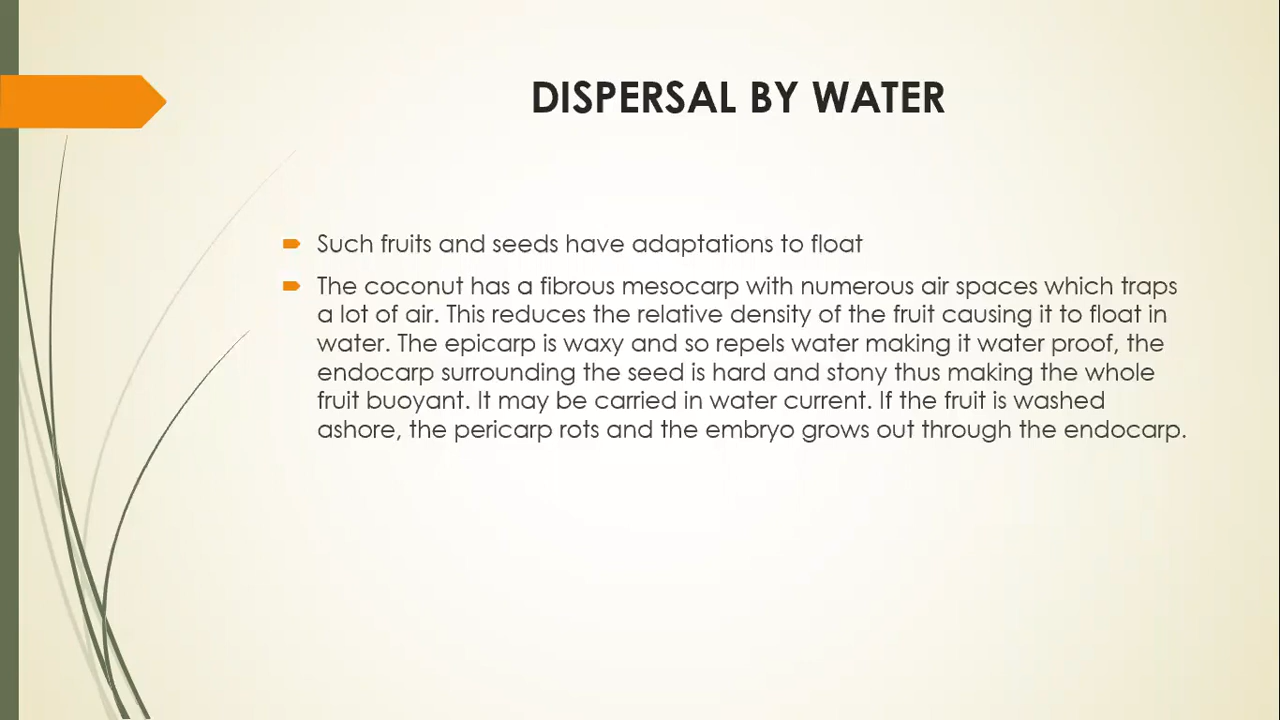 DISPERSAL BY WATER
Such fruits and seeds have adaptations to float
The coconut has a fibrous mesocarp with numerous air spaces which traps
a lot of air. This reduces the relative density of the fruit causing it to float in
water. The epicarp is waxy and so repels water making it water proof, the
endocarp surrounding the seed is hard and stony thus making the whole
fruit buoyant. It may be carried in water current. If the fruit is washed
ashore, the pericarp rots and the embryo grows out through the endocarp.